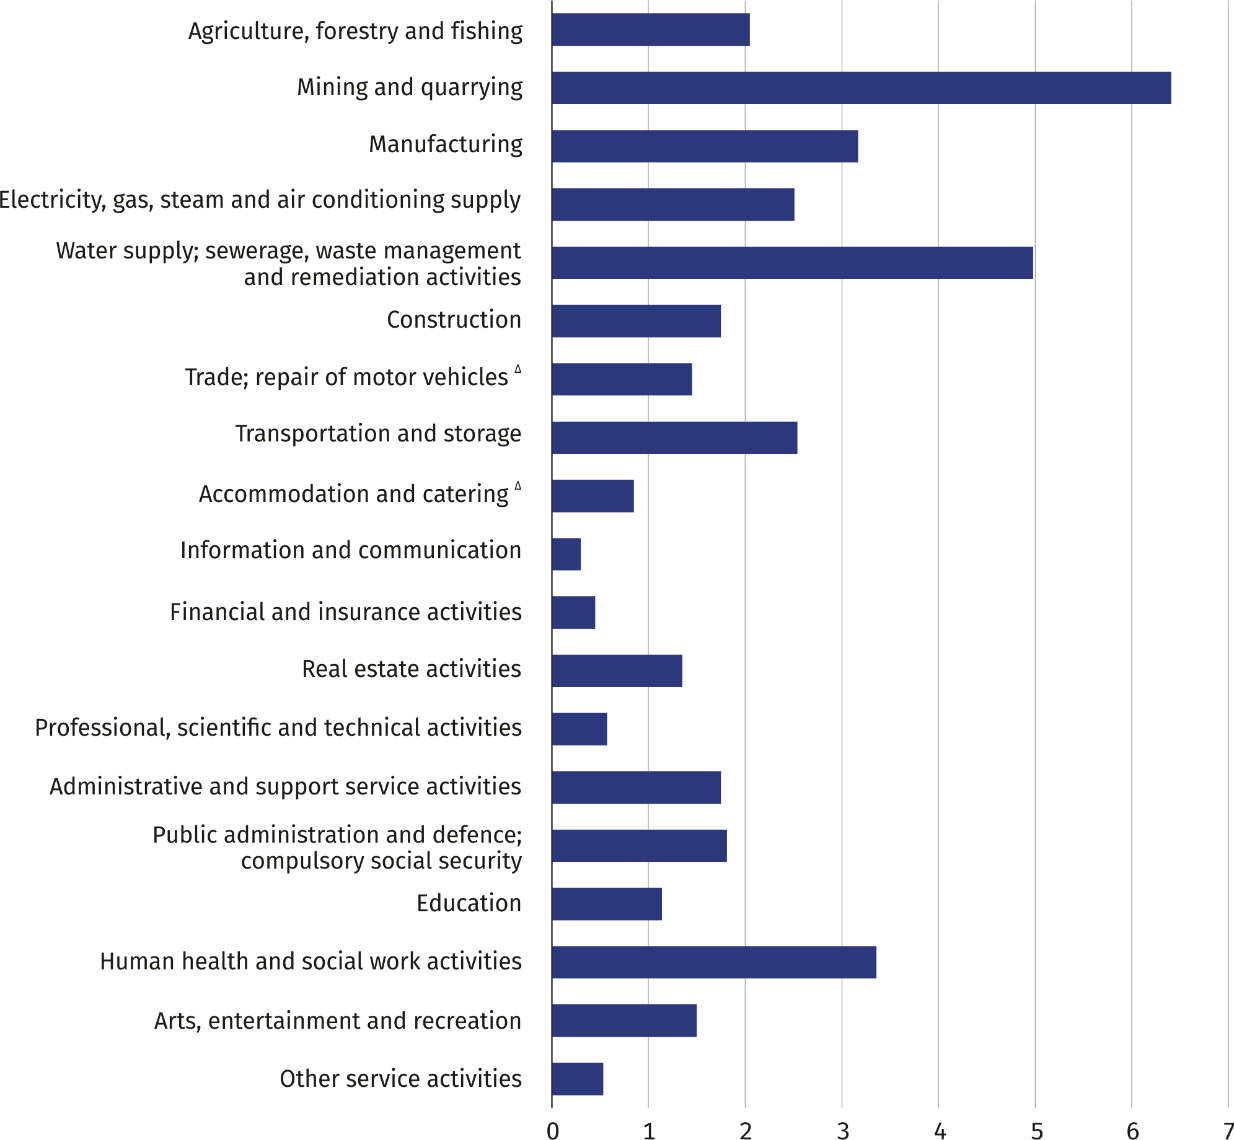 Agriculture, forestry and fishing
Mining and quarrying
Manufacturing
Electricity, gas, steam and air conditioning supply
Water supply; sewerage, waste management
and remediation activities
Construction
Trade; repair of motor vehicles Δ
Transportation and storage
Accommodation and catering Δ
Information and communication
Financial and insurance activities
Real estate activities
Professional, scientific and technical activities
Administrative and support service activities
Public administration and defence;
compulsory social security
Education
Human health and social work activities
Arts, entertainment and recreation
Other service activities
0 1 2 3 4 5 6 7